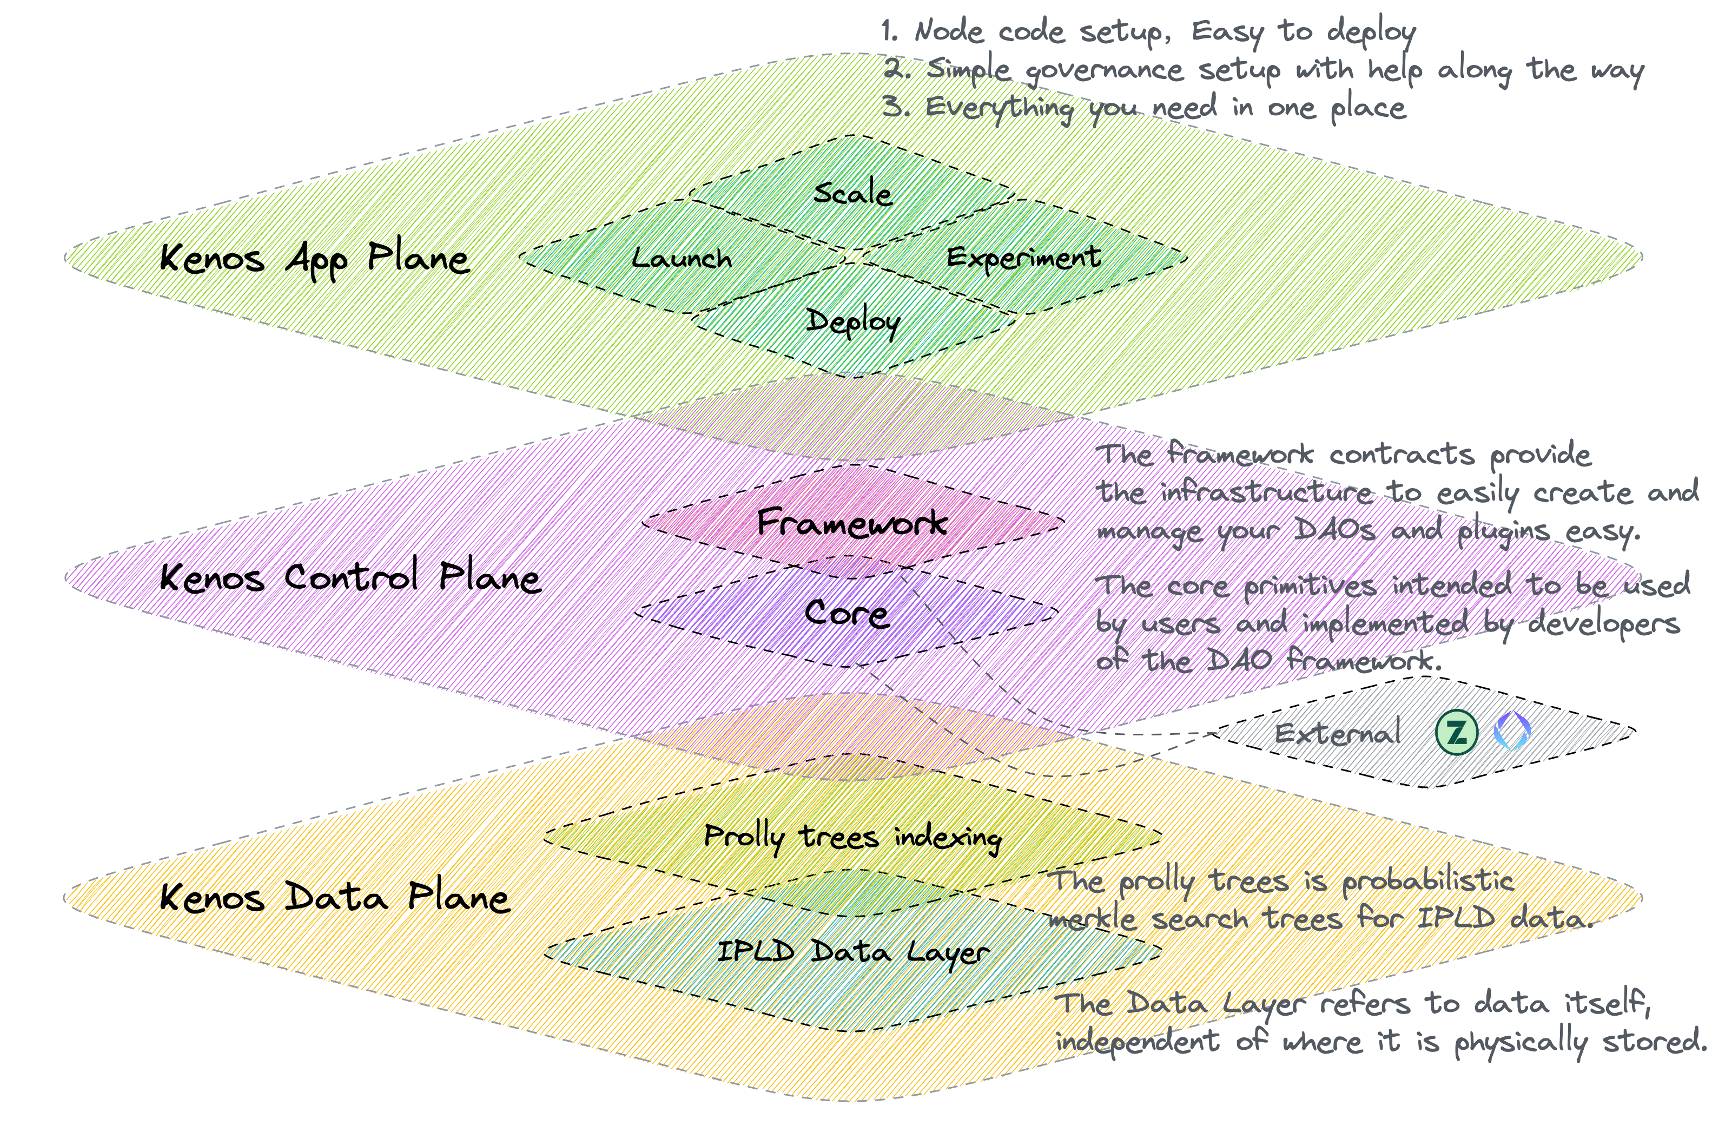 1. Node code setup, Easy to deploy
2. Simple governance setup with help along the way
3. Everything you need in one place
Scale
Kenos App Plane
Launch
Experiment
Deploy
The framework contracts provide
the infrastructure to easily create and
manage your DAOs and plugins easy.
Framework
Kenos Control Plane
The core primitives intended to be used
by users and implemented by developers
of the DAO framework.
Core
External
Z
Prolly trees indexing
Kenos Data Plane
The prolly trees is probabilistic
merkle search trees for IPLD data.
IPLD Data Layer
The Data Layer refers to data itself,
independent of where it is physically stored.